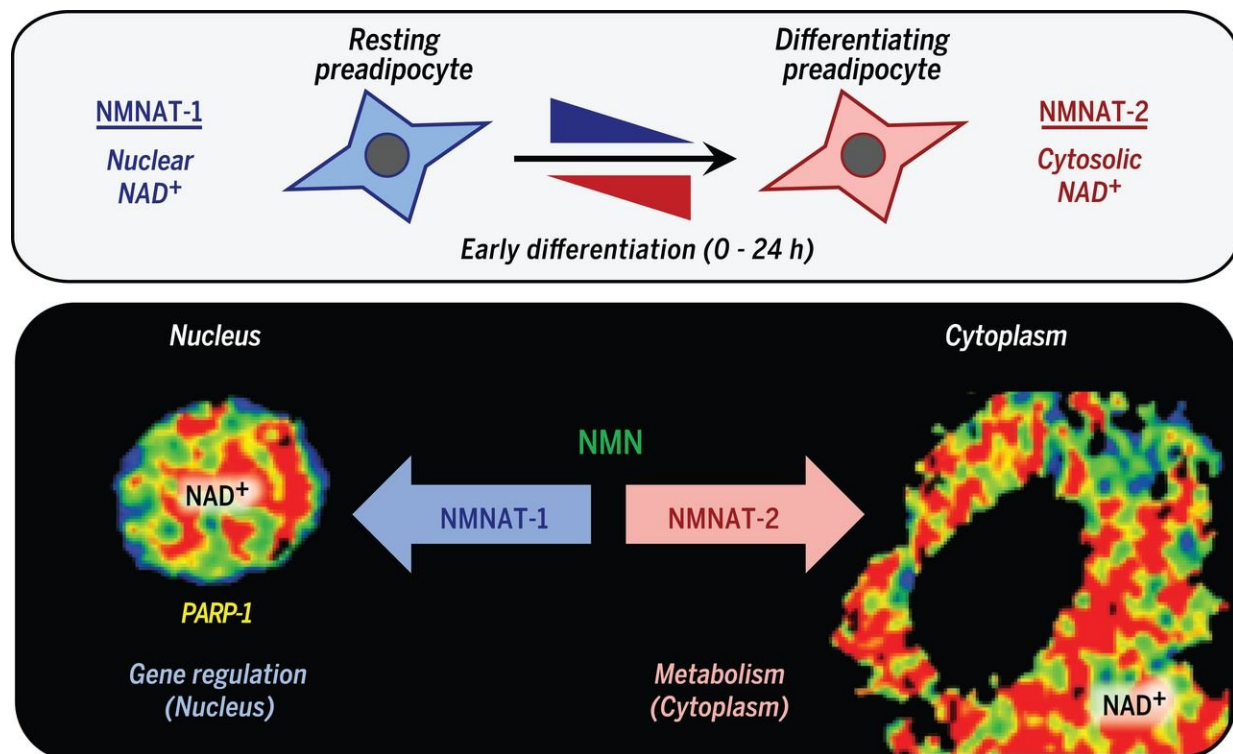 Resting
preadipocyte
Differentiating
preadipocyte
NMNAT-1
Nuclear
NAD+
NMNAT-2
Cytosolic
NAD+
Early differentiation (0 - 24 h)
Nucleus
Cytoplasm
NMN
NAD+
NMNAT-1
NMNAT-2
PARP-1
Gene regulation
(Nucleus)
Metabolism
(Cytoplasm)
NAD+